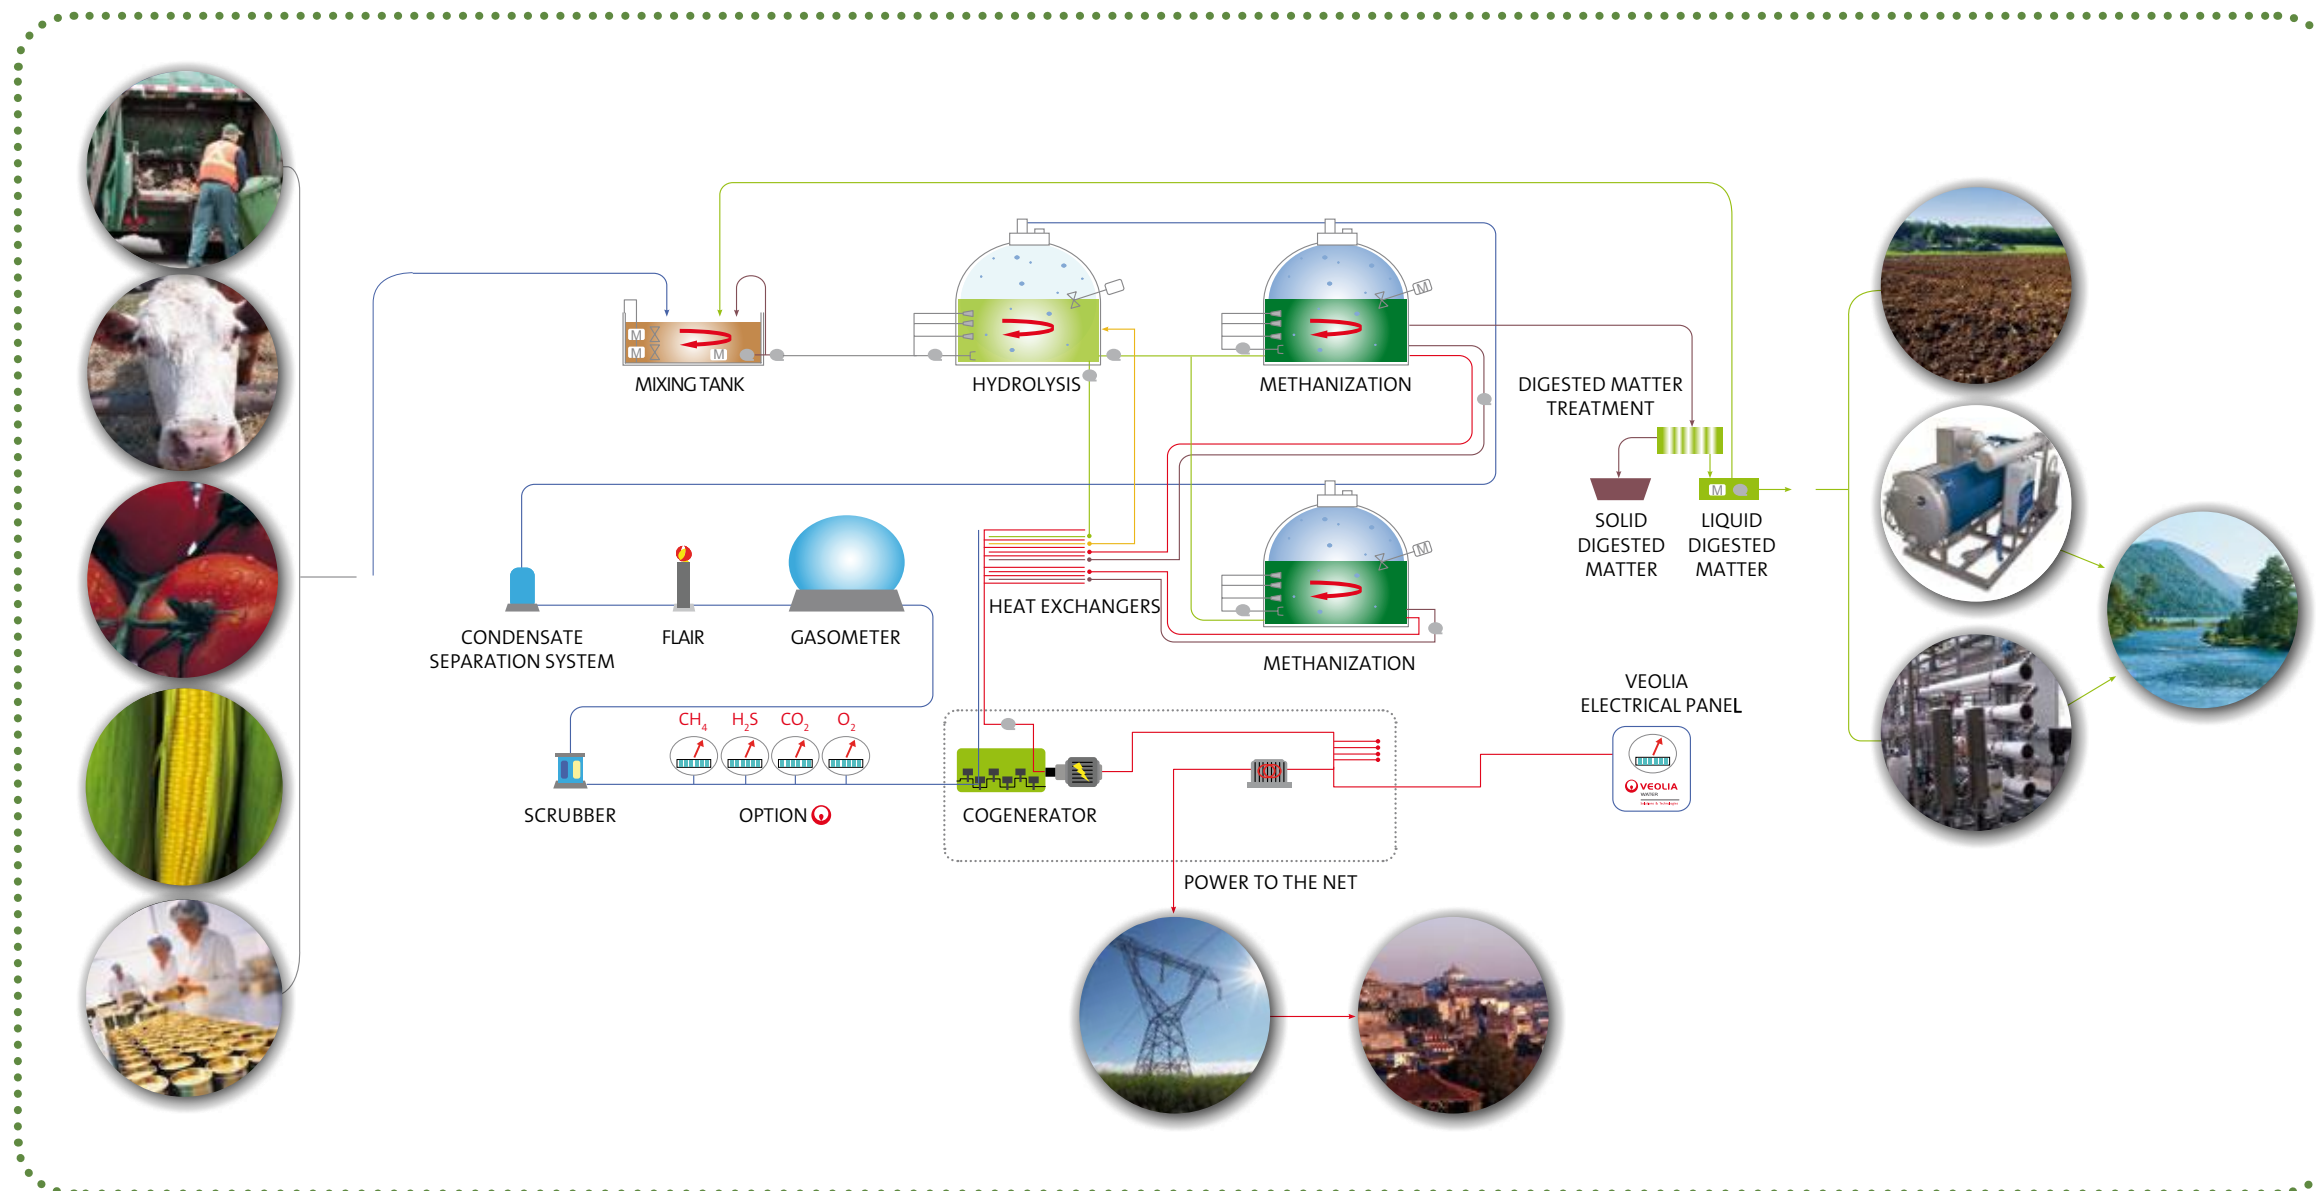 M
M
M
MIXING TANK
HYDROLYSIS
M
METHANIZATION
DIGESTED MATTER
TREATMENT
M
SOLID
DIGESTED
MATTER
LIQUID
DIGESTED
MATTER
CONDENSATE
SEPARATION SYSTEM
FLAIR
GASOMETER
HEAT EXCHANGERS
M
METHANIZATION
VEOLIA
ELECTRICAL PANEL
CH₄ H₂S CO₂ O₂
SCRUBBER
OPTION
COGENERATOR
VEOLIA
WATER
POWER TO THE NET